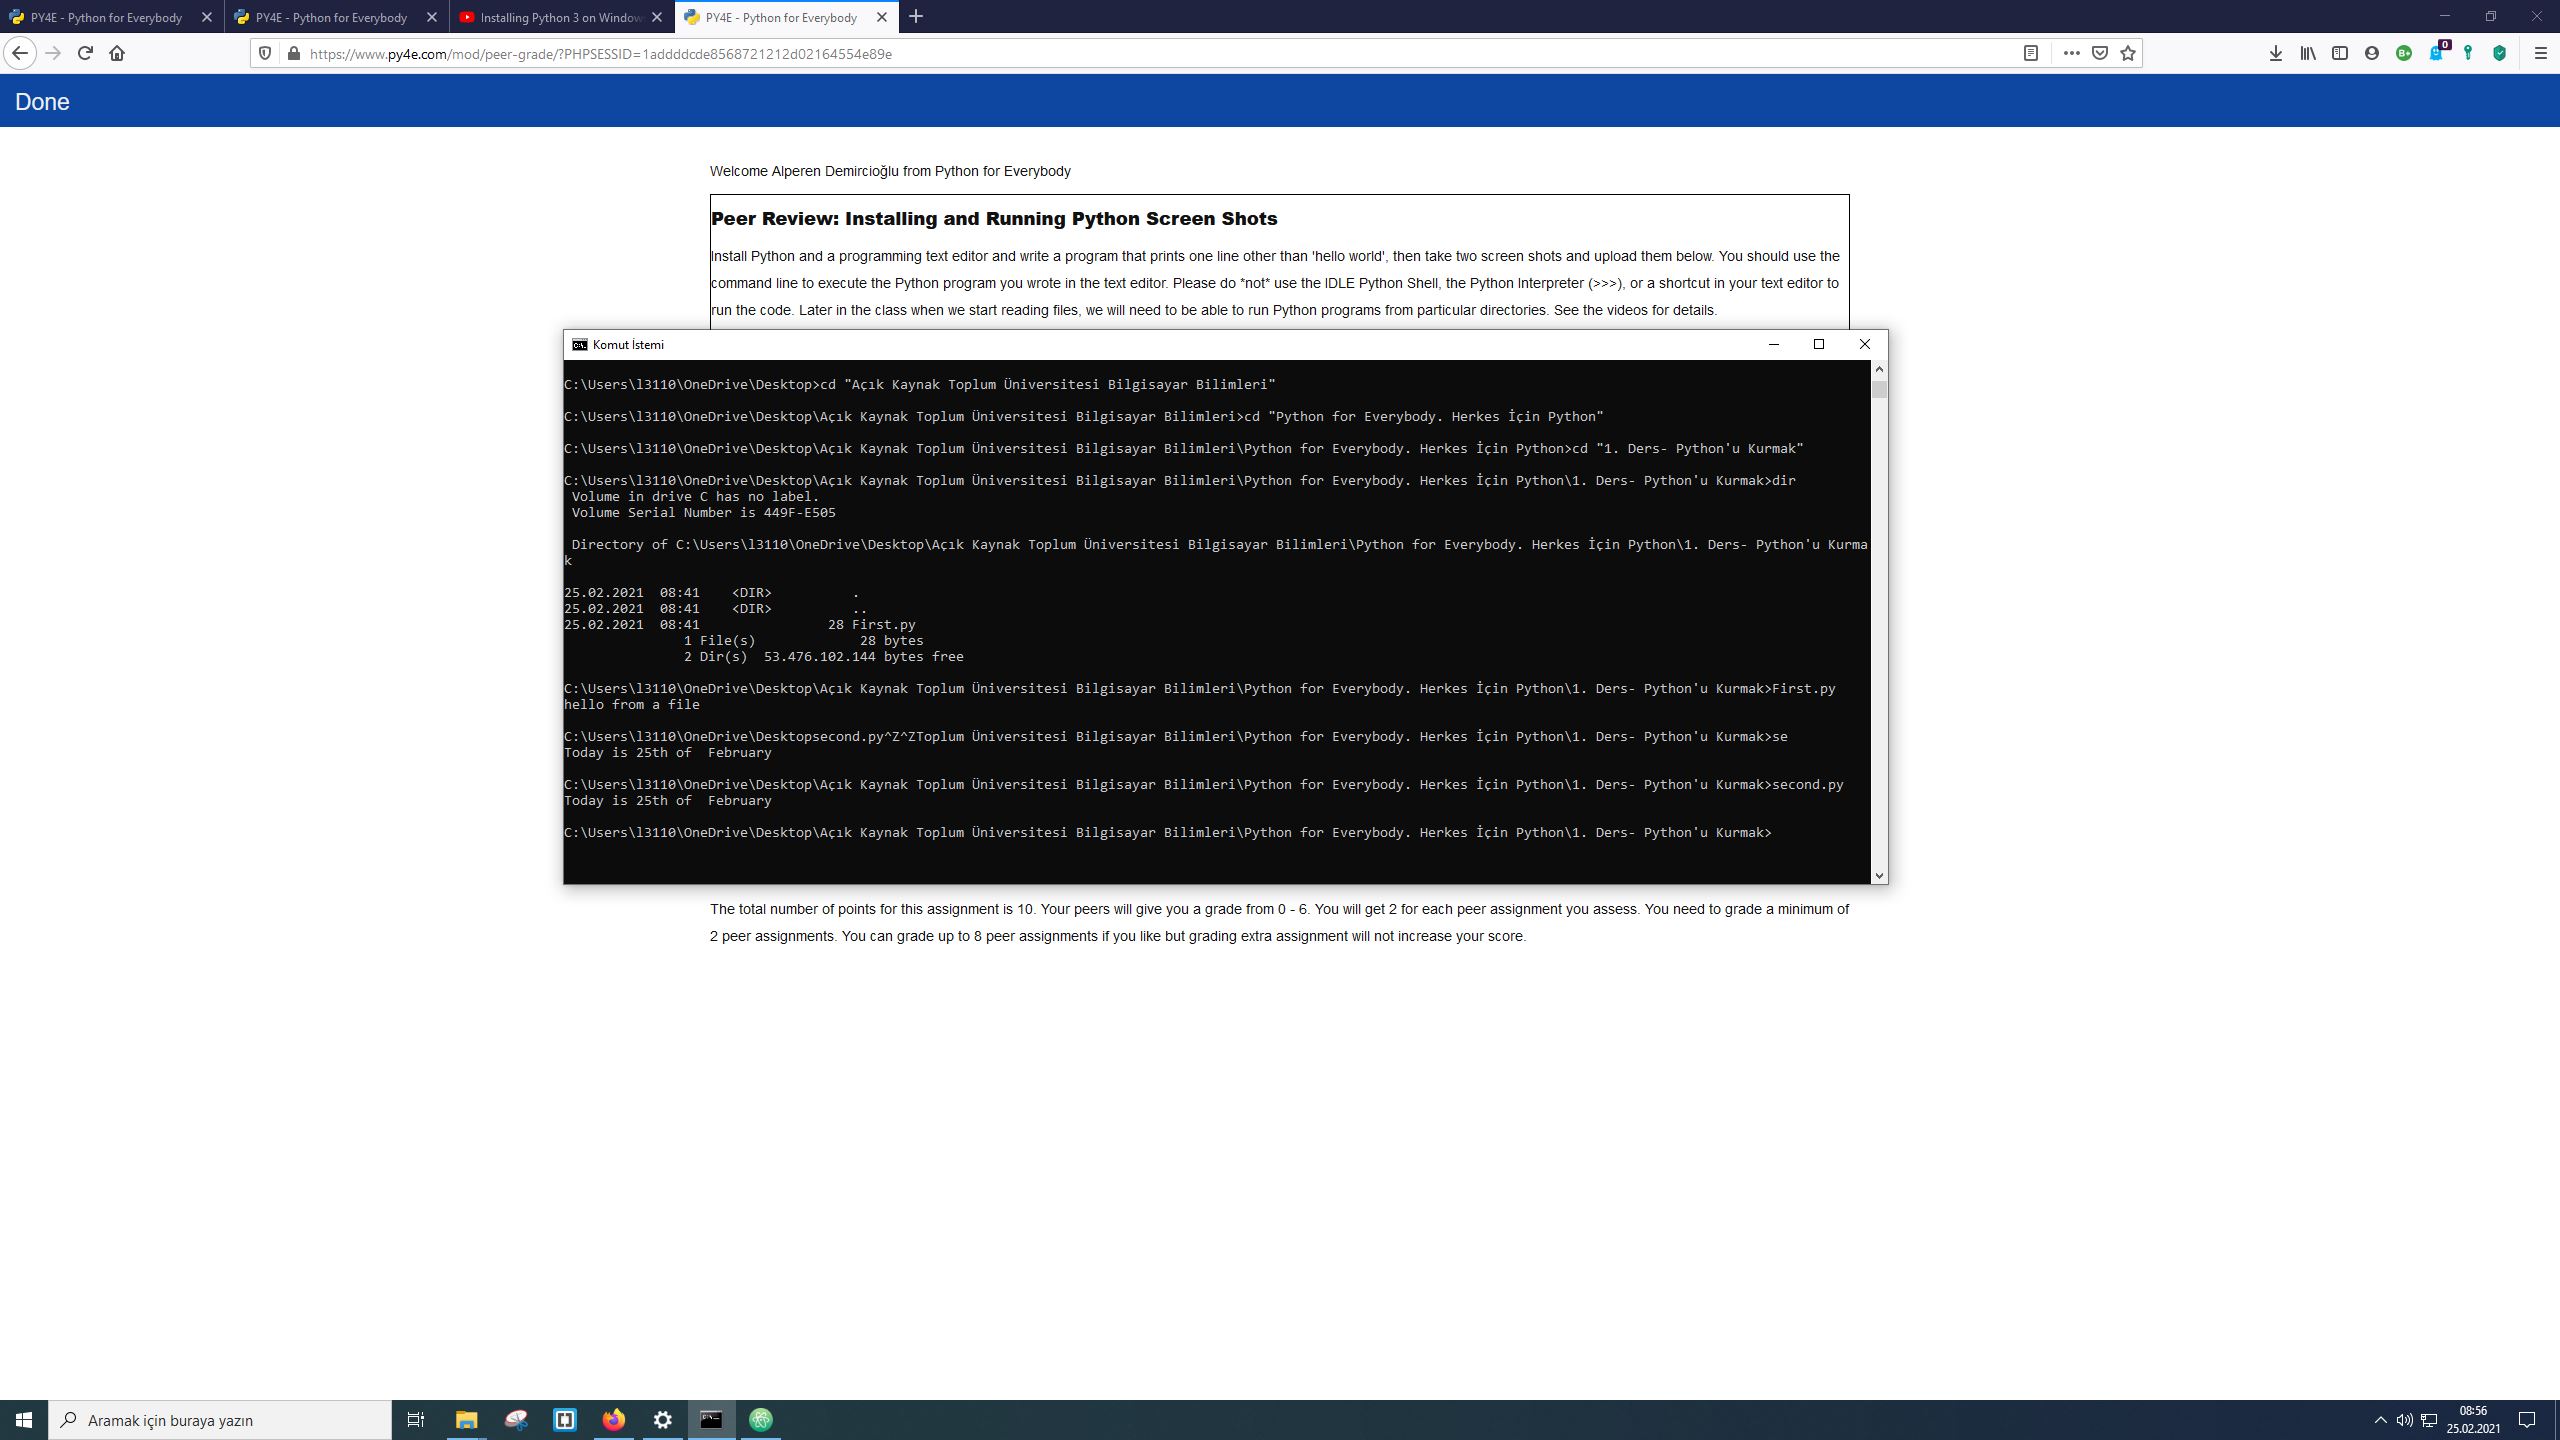 PY4E - Python for Everybody
PY4E - Python for Everybody
Installing Python 3 on Window
PY4E - Python for Everybody
https://www.py4e.com/mod/peer-grade/?PHPSESSID=1addddcde8568721212d02164554e89e
B+
0
Done
Welcome Alperen Demircioğlu from Python for Everybody
Peer Review: Installing and Running Python Screen Shots
Install Python and a programming text editor and write a program that prints one line other than 'hello world', then take two screen shots and upload them below. You should use the
command line to execute the Python program you wrote in the text editor. Please do *not* use the IDLE Python Shell, the Python Interpreter (>>>), or a shortcut in your text editor to
run the code. Later in the class when we start reading files, we will need to be able to run Python programs from particular directories. See the videos for details.
Komut İstemi
C:\Users\l3110\OneDrive\Desktop>cd "Açık Kaynak Toplum Üniversitesi Bilgisayar Bilimleri"
C:\Users\l3110\OneDrive\Desktop\Açık Kaynak Toplum Üniversitesi Bilgisayar Bilimleri>cd "Python for Everybody. Herkes İçin Python"
C:\Users\l3110\OneDrive\Desktop\Açık Kaynak Toplum Üniversitesi Bilgisayar Bilimleri\Python for Everybody. Herkes İçin Python>cd "1. Ders- Python'u Kurmak"
C:\Users\l3110\OneDrive\Desktop\Açık Kaynak Toplum Üniversitesi Bilgisayar Bilimleri\Python for Everybody. Herkes İçin Python\1. Ders- Python'u Kurmak>dir
Volume in drive C has no label.
Volume Serial Number is 449F-E505
Directory of C:\Users\l3110\OneDrive\Desktop\Açık Kaynak Toplum Üniversitesi Bilgisayar Bilimleri\Python for Everybody. Herkes İçin Python\1. Ders- Python'u Kurma
k
25.02.2021  08:41    <DIR>          .
25.02.2021  08:41    <DIR>          ..
25.02.2021  08:41                28 First.py
1 File(s)             28 bytes
2 Dir(s)  53.476.102.144 bytes free
C:\Users\l3110\OneDrive\Desktop\Açık Kaynak Toplum Üniversitesi Bilgisayar Bilimleri\Python for Everybody. Herkes İçin Python\1. Ders- Python'u Kurmak>First.py
hello from a file
C:\Users\l3110\OneDrive\Desktopsecond.py^Z^ZToplum Üniversitesi Bilgisayar Bilimleri\Python for Everybody. Herkes İçin Python\1. Ders- Python'u Kurmak>se
Today is 25th of  February
C:\Users\l3110\OneDrive\Desktop\Açık Kaynak Toplum Üniversitesi Bilgisayar Bilimleri\Python for Everybody. Herkes İçin Python\1. Ders- Python'u Kurmak>second.py
Today is 25th of  February
C:\Users\l3110\OneDrive\Desktop\Açık Kaynak Toplum Üniversitesi Bilgisayar Bilimleri\Python for Everybody. Herkes İçin Python\1. Ders- Python'u Kurmak>
The total number of points for this assignment is 10. Your peers will give you a grade from 0 - 6. You will get 2 for each peer assignment you assess. You need to grade a minimum of
2 peer assignments. You can grade up to 8 peer assignments if you like but grading extra assignment will not increase your score.
Aramak için buraya yazın
08:56
25.02.2021